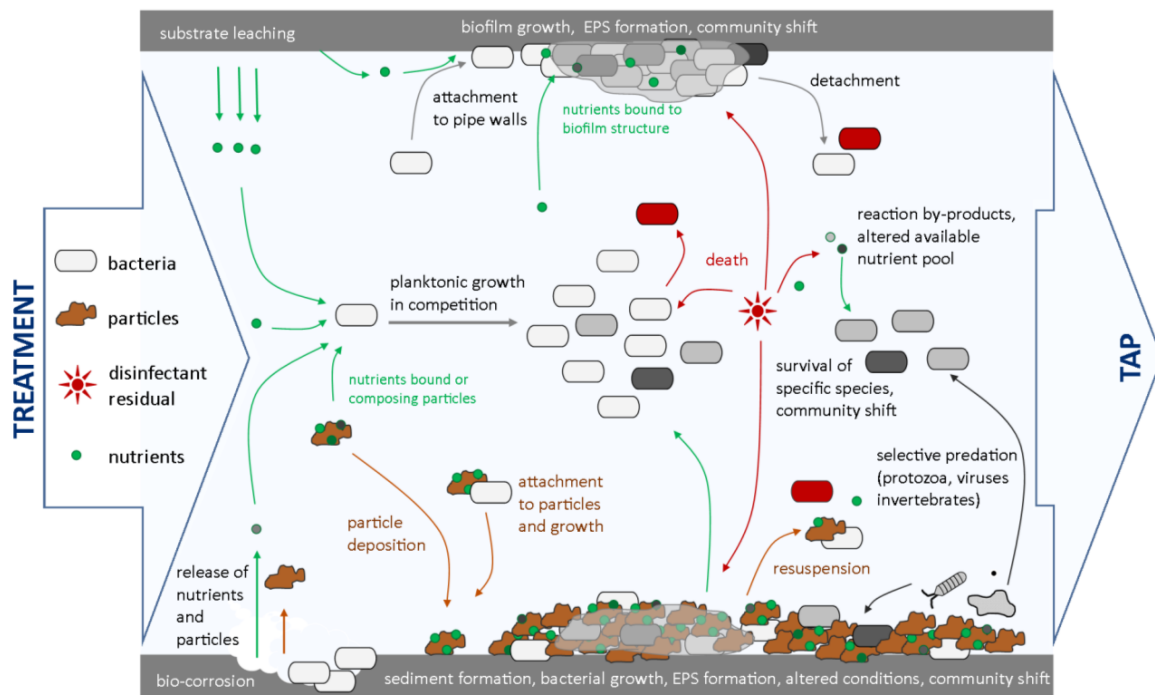 substrate leaching
biofilm growth, EPS formation, community shift
attachment
to pipe walls
nutrients bound to
biofilm structure
detachment
TREATMENT
bacteria
particles
disinfectant
residual
nutrients
planktonic growth
in competition
death
reaction by-products,
altered available
nutrient pool
TAP
nutrients bound or
composing particles
survival of
specific species,
community shift
particle
deposition
attachment
to particles
and growth
selective predation
(protozoa, viruses
invertebrates)
release of
nutrients
and
particles
resuspension
bio-corrosion
sediment formation, bacterial growth, EPS formation, altered conditions, community shift